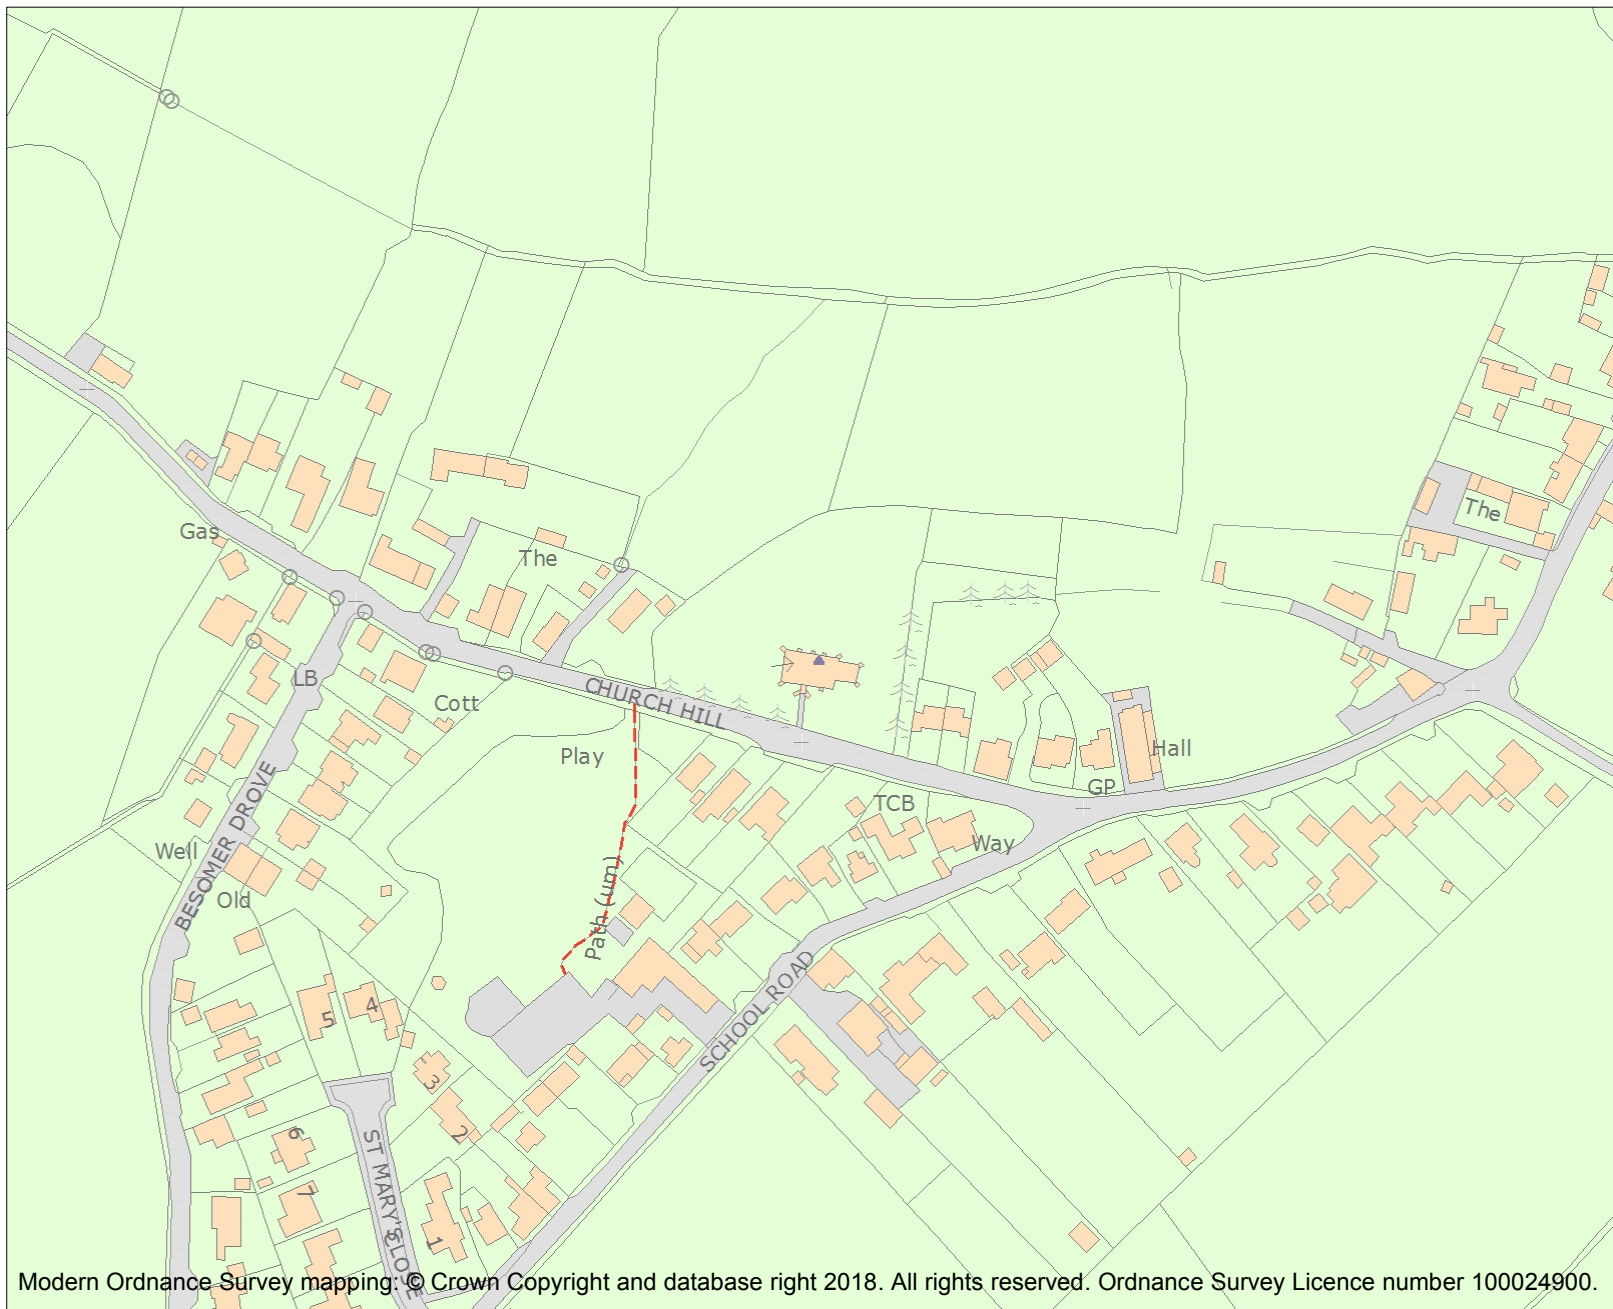 Gas
The
The
LB
Cott
CHURCH HILL
Play
Hall
GP
TCB
Way
BESOMER DROVE
Well
Old
Path (um)
SCHOOL ROAD
5
4
3
2
6
7
1
ST MARY'S CLOSE
Modern Ordnance Survey mapping: © Crown Copyright and database right 2018. All rights reserved. Ordnance Survey Licence number 100024900.